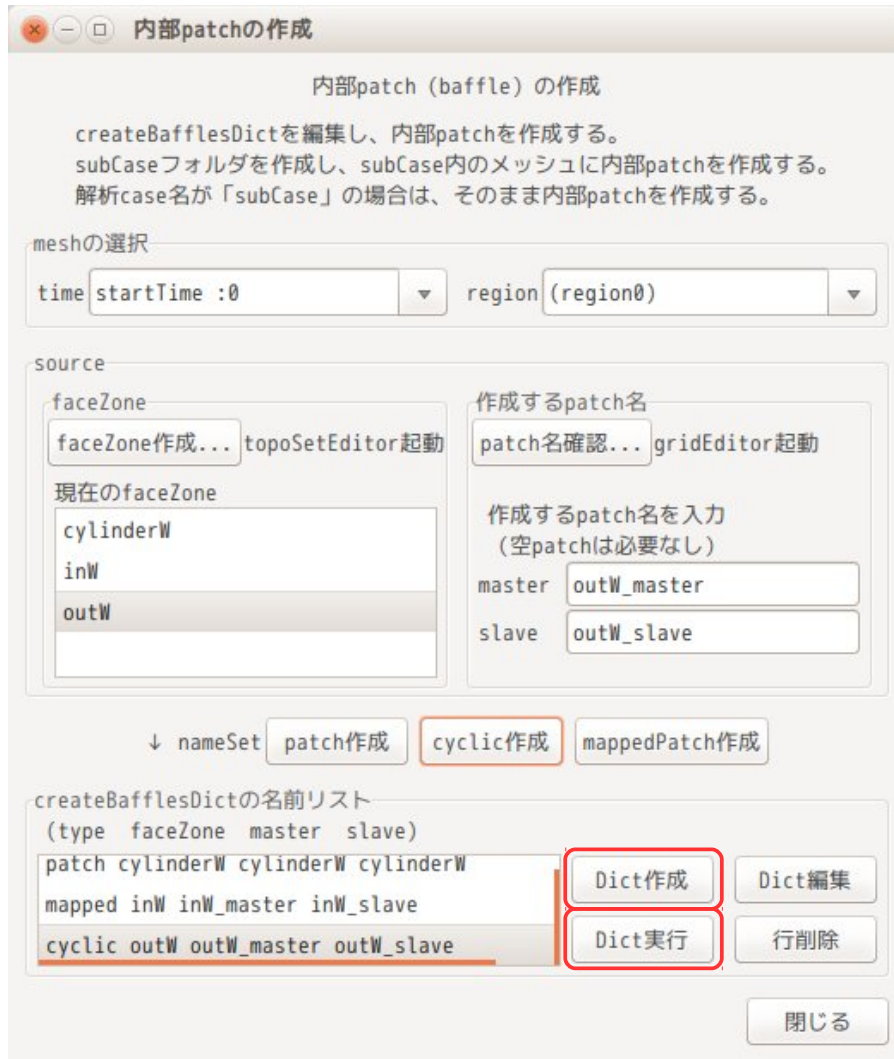 内部patchの作成
内部patch (baffle) の作成
createBafflesDictを編集し、内部patchを作成する。
subCaseフォルダを作成し、subCase内のメッシュに内部patchを作成する。
解析case名が「subCase」の場合は、そのまま内部patchを作成する。
meshの選択
time startTime :0 region (region0)
source
faceZone
faceZone作成... topoSetEditor起動
現在のfaceZone
cylinderW
inW
outW
作成するpatch名
patch名確認... gridEditor起動
作成するpatch名を入力
(空patchは必要なし)
master outW_master
slave outW_slave
↓ nameSet patch作成 cyclic作成 mappedPatch作成
createBafflesDictの名前リスト
(type faceZone master slave)
patch cylinderW cylinderW cylinderW
mapped inW inW_master inW_slave
cyclic outW outW_master outW_slave
Dict作成 Dict編集
Dict実行 行削除
閉じる